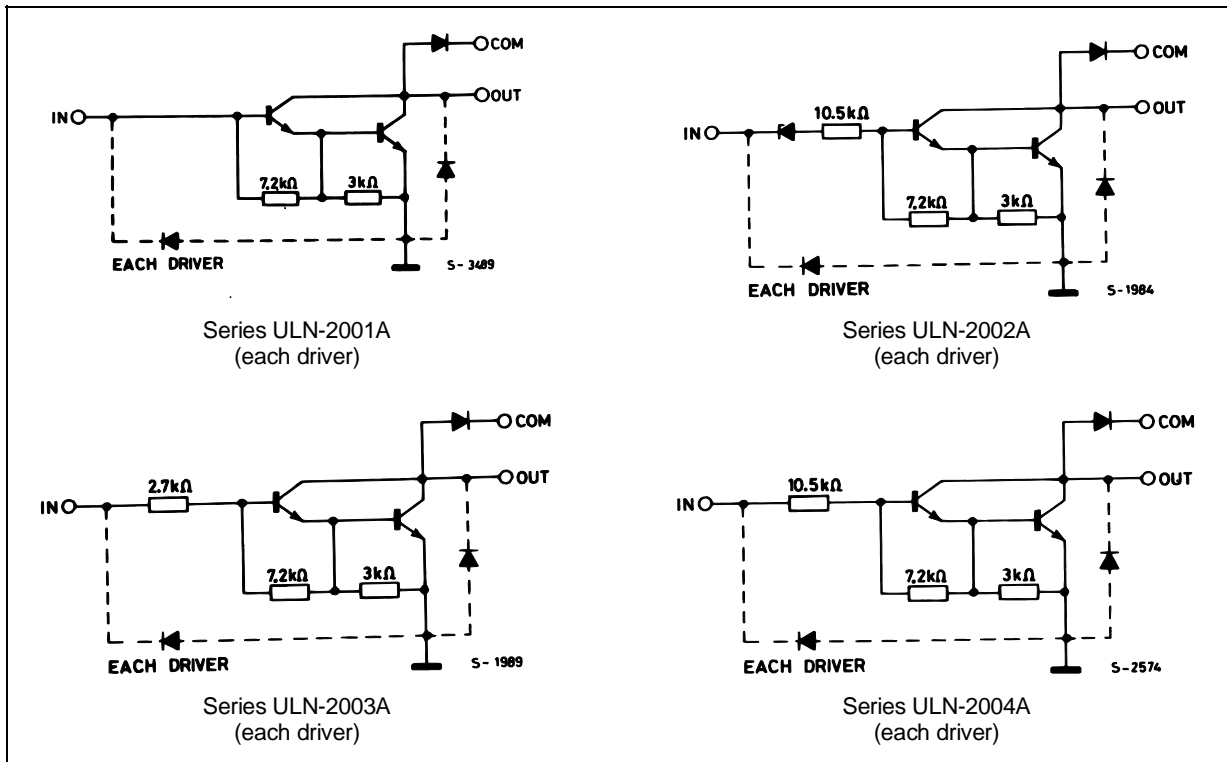 COM
OUT
IN
7.2kΩ
3kΩ
EACH DRIVER
S-3489
Series ULN-2001A
(each driver)
COM
OUT
IN
10.5kΩ
7.2kΩ
3kΩ
EACH DRIVER
S-1984
Series ULN-2002A
(each driver)
COM
OUT
IN
2.7kΩ
7.2kΩ
3kΩ
EACH DRIVER
S-1989
Series ULN-2003A
(each driver)
COM
OUT
IN
10.5kΩ
7.2kΩ
3kΩ
EACH DRIVER
S-2574
Series ULN-2004A
(each driver)